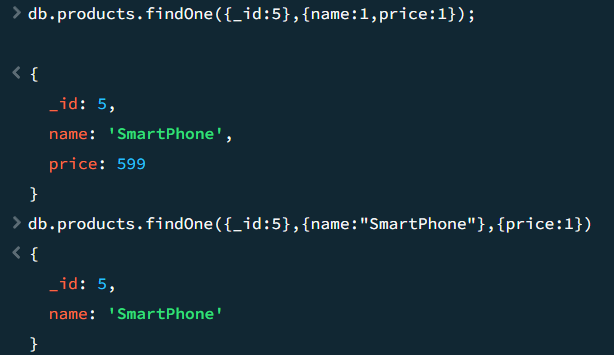 > db.products.findOne({_id:5},{name:1,price:1});
< {
_id: 5,
name: 'SmartPhone',
price: 599
}
> db.products.findOne({_id:5},{name:"SmartPhone"},{price:1})
< {
_id: 5,
name: 'SmartPhone'
}